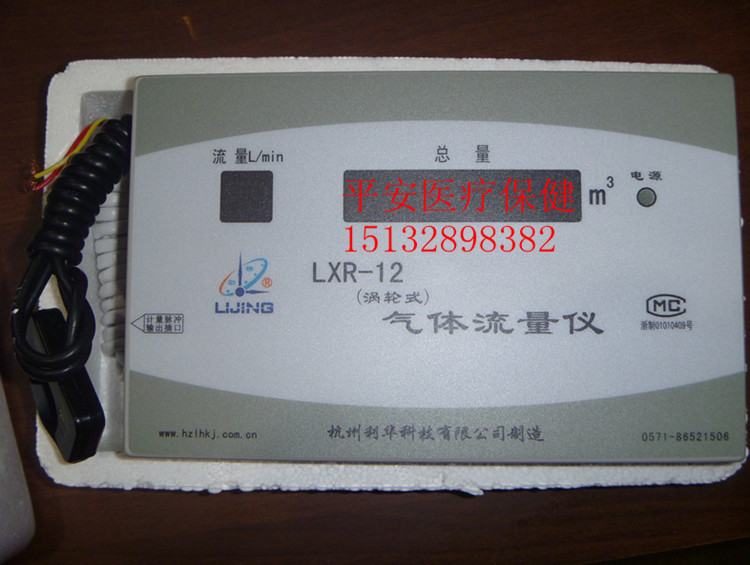 流量L/min
总量
电源
平安医疗保健
m³
15132898382
LXR-12
(涡轮式)
气体流量仪
LIJING
®
MC
浙制01010409号
计量脉冲
输出插口
www.hzlhkj.com.cn
杭州利华科技有限公司制造
0571-86521506